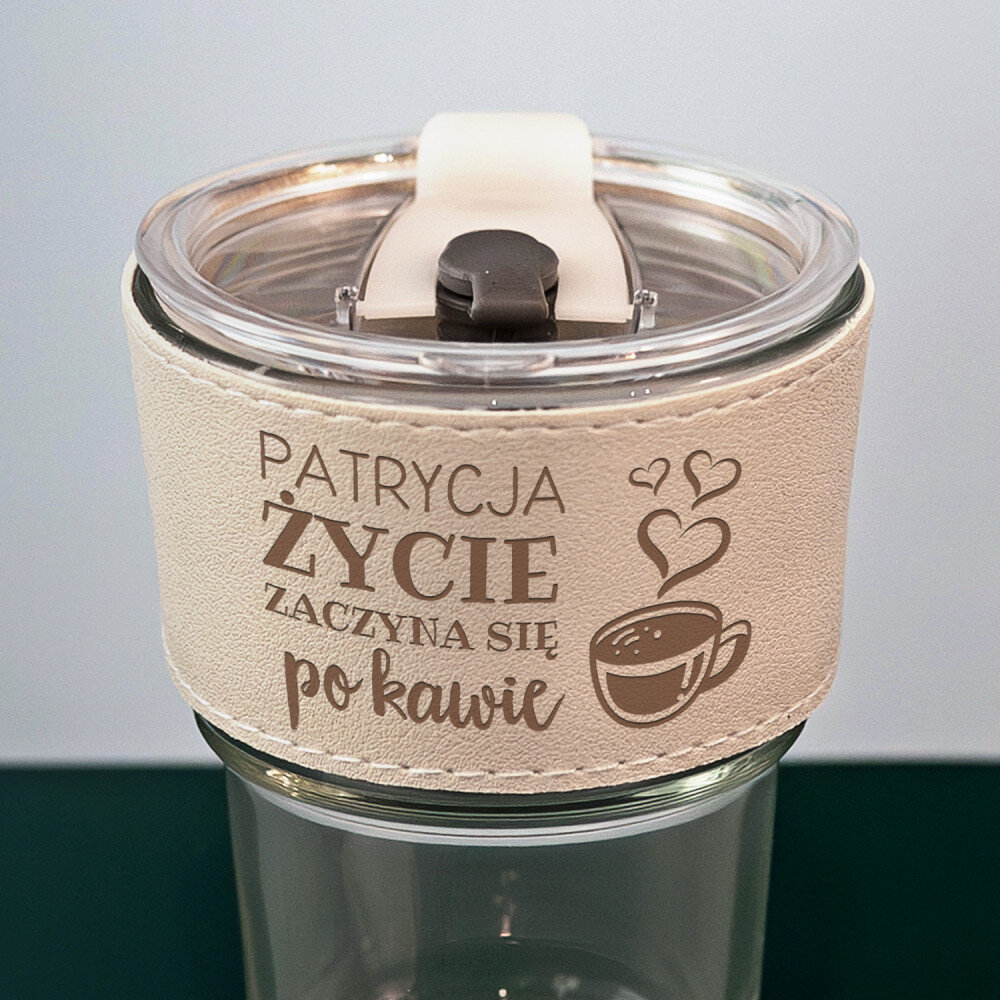 PATRYCJA
ŻYCIE
ZACZYNA SIĘ
po kawie